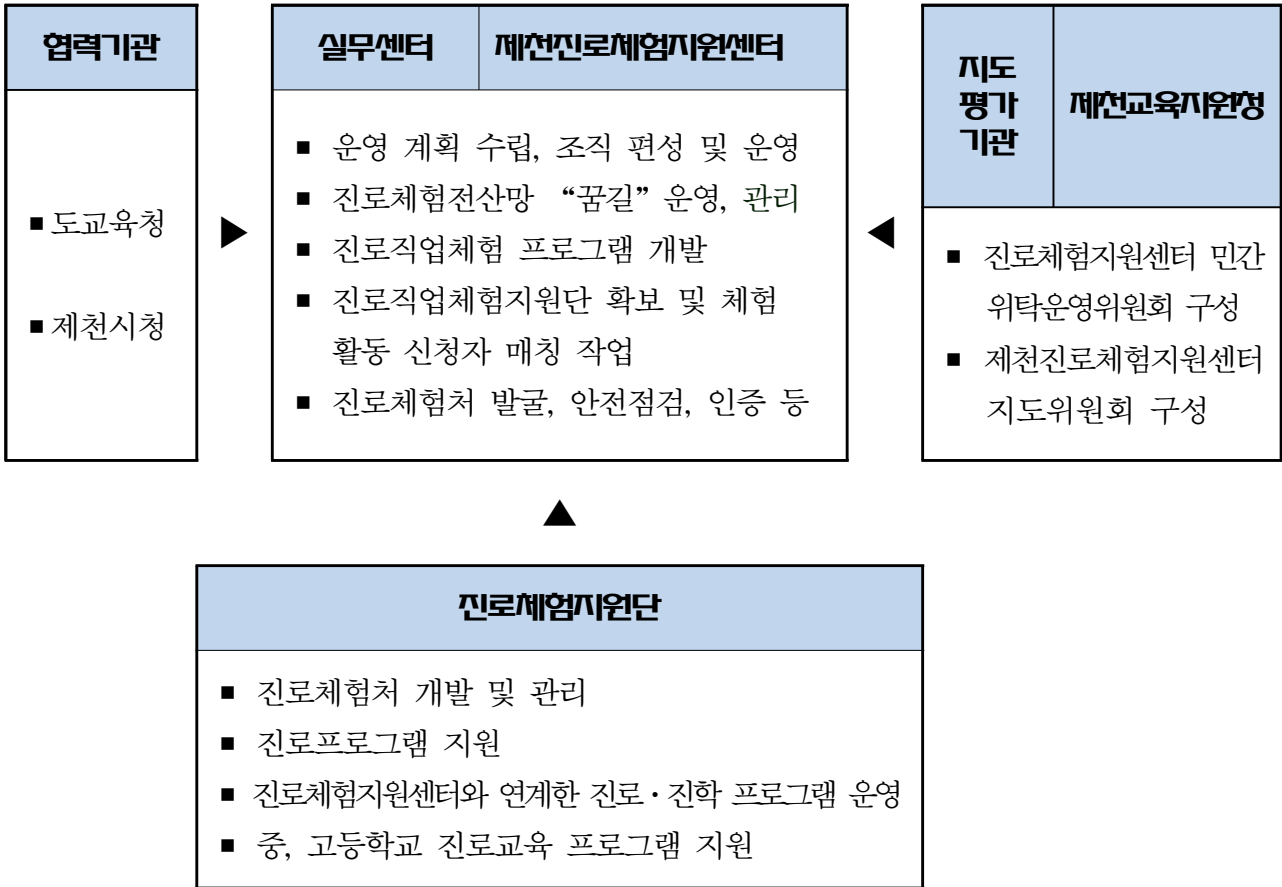 협력기관
■ 도교육청
■ 제천시청
▶
실무센터 제천진로체험지원센터
■ 운영 계획 수립, 조직 편성 및 운영
■ 진로체험전산망 “꿈길” 운영, 관리
■ 진로직업체험 프로그램 개발
■ 진로직업체험지원단 확보 및 체험
활동 신청자 매칭 작업
■ 진로체험처 발굴, 안전점검, 인증 등
◀
지도
평가
기관
제천교육지원청
■ 진로체험지원센터 민간
위탁운영위원회 구성
■ 제천진로체험지원센터
지도위원회 구성
▲
진로체험지원단
■ 진로체험처 개발 및 관리
■ 진로프로그램 지원
■ 진로체험지원센터와 연계한 진로・진학 프로그램 운영
■ 중, 고등학교 진로교육 프로그램 지원